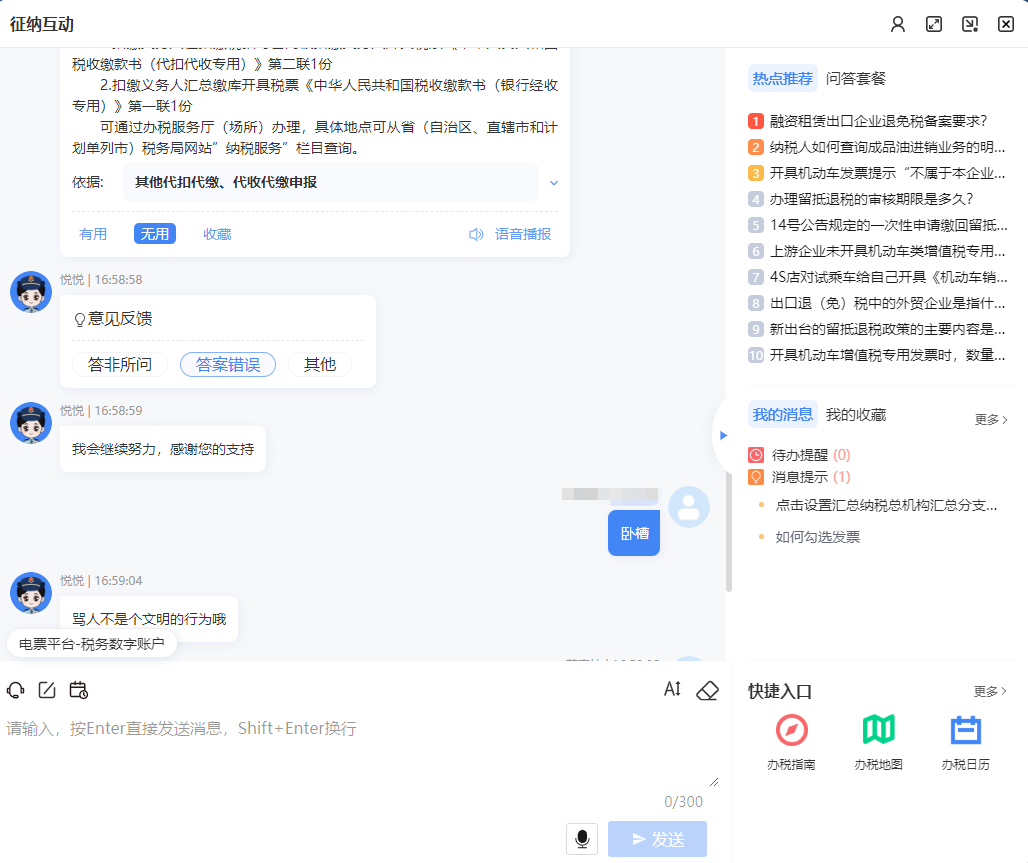 征纳互动
税收缴款书（代扣代收专用）》第二联1份
2.扣缴义务人汇总缴库开具税票《中华人民共和国税收缴款书（银行经收
专用）》第一联1份
可通过办税服务厅（场所）办理，具体地点可从省（自治区、直辖市和计
划单列市）税务局网站”纳税服务”栏目查询。
依据:
其他代扣代缴、代收代缴申报
有用
无用
收藏
语音播报
悦悦 | 16:58:58
意见反馈
答非所问
答案错误
其他
悦悦 | 16:58:59
我会继续努力，感谢您的支持
卧槽
悦悦 | 16:59:04
骂人不是个文明的行为哦
电票平台-税务数字账户
请输入，按Enter直接发送消息，Shift+Enter换行
0/300
发送
热点推荐 问答套餐
1 融资租赁出口企业退免税备案要求?
2 纳税人如何查询成品油进销业务的明...
3 开具机动车发票提示“不属于本企业...
4 办理留抵退税的审核期限是多久?
5 14号公告规定的一次性申请缴回留抵...
6 上游企业未开具机动车类增值税专用...
7 4S店对试乘车给自己开具《机动车销...
8 出口退（免）税中的外贸企业是指什...
9 新出台的留抵退税政策的主要内容是...
10 开具机动车增值税专用发票时，数量...
我的消息 我的收藏
更多
待办提醒 (0)
消息提示 (1)
点击设置汇总纳税总机构汇总分支...
如何勾选发票
快捷入口
更多
办税指南
办税地图
办税日历